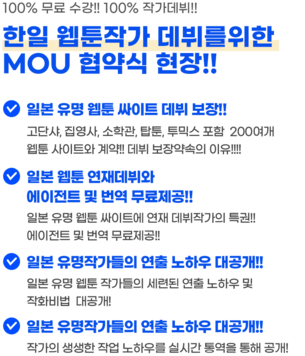 100% 무료 수강!! 100% 작가데뷔!!
한일 웹툰작가 데뷔를위한
MOU 협약식 현장!!
일본 유명 웹툰 싸이트 데뷔 보장!!
고단샤, 집영사, 소학관, 탑툰, 투믹스 포함 200여개
웹툰 사이트와 계약!! 데뷔 보장약속의 이유!!!!
일본 웹툰 연재데뷔와
에이전트 및 번역 무료제공!!
일본 유명 웹툰 싸이트에 연재 데뷔작가의 특권!!
에이전트 및 번역 무료제공!!
일본 유명작가들의 연출 노하우 대공개!!
일본 유명 웹툰 작가들의 세련된 연출 노하우 및
작화비법 대공개!
일본 유명작가들의 연출 노하우 대공개!!
작가의 생생한 작업 노하우를 실시간 통역을 통해 공개!